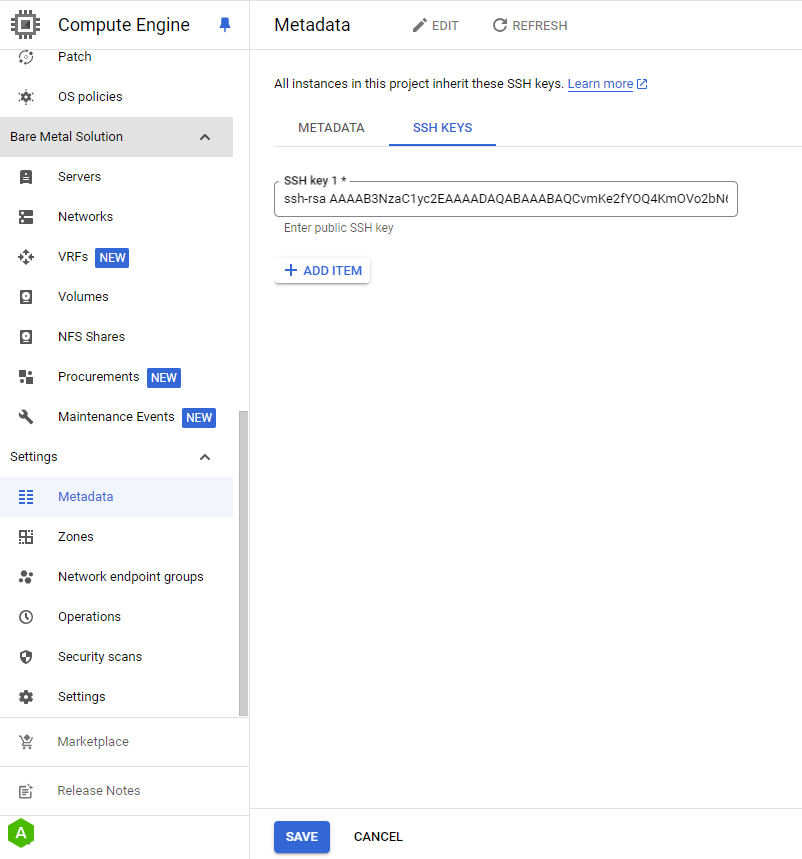 Compute Engine
Patch
OS policies
Bare Metal Solution
Servers
Networks
VRFs NEW
Volumes
NFS Shares
Procurements NEW
Maintenance Events NEW
Settings
Metadata
Zones
Network endpoint groups
Operations
Security scans
Settings
Marketplace
Release Notes
A
Metadata EDIT REFRESH
All instances in this project inherit these SSH keys. Learn more
METADATA SSH KEYS
SSH key 1 *
ssh-rsa AAAAB3NzaC1yc2EAAAADAQABAAABAQCvmKe2fYOQ4KmOVo2bN6
Enter public SSH key
+ ADD ITEM
SAVE CANCEL